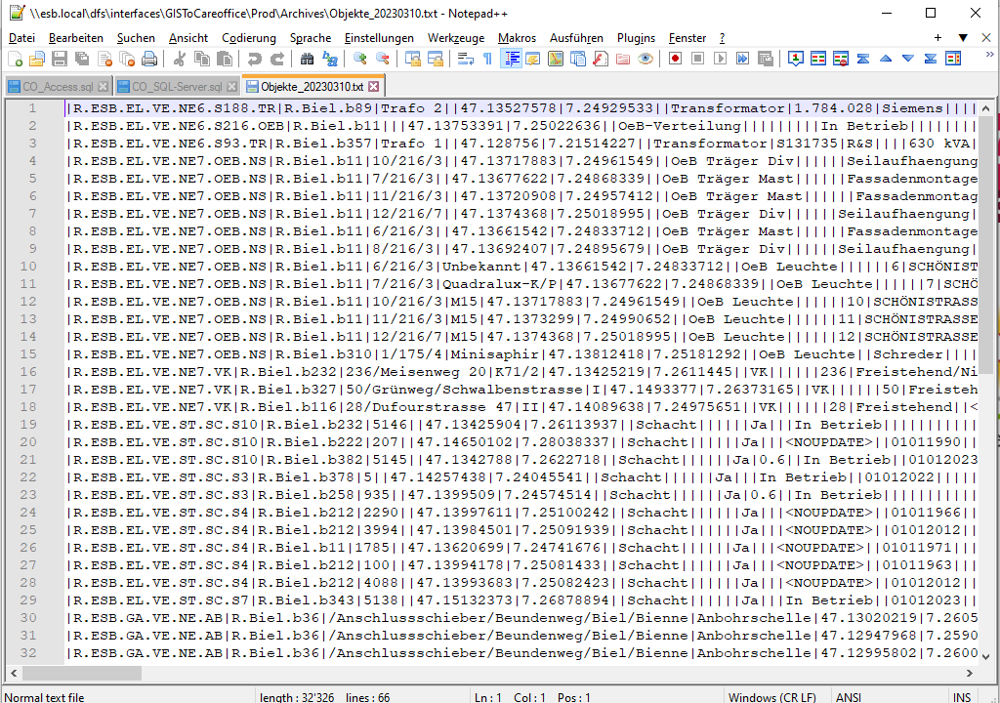 \\esb.local\dfs\interfaces\GISToCareoffice\Prod\Archives\Objekte_20230310.txt - Notepad++
Datei Bearbeiten Suchen Ansicht Codierung Sprache Einstellungen Werkzeuge Makros Ausführen Plugins Fenster ? + ▼ X
CO_Access.sql CO_SQL-Server.sql Objekte_20230310.txt
1 |R.ESB.EL.VE.NE6.S188.TR|R.Biel.b89|Trafo 2||47.13527578|7.24929533||Transformator|1.784.028|Siemens||||
2 |R.ESB.EL.VE.NE6.S216.OEB|R.Biel.b11|||47.13753391|7.25022636||OeB-Verteilung|||||||||In Betrieb||||||||
3 |R.ESB.EL.VE.NE6.S93.TR|R.Biel.b357|Trafo 1||47.128756|7.21514227||Transformator|S131735|R&S||||630 kVA|
4 |R.ESB.EL.VE.NE7.OEB.NS|R.Biel.b11|10/216/3||47.13717883|7.24961549||OeB Träger Div||||||Seilaufhaengung
5 |R.ESB.EL.VE.NE7.OEB.NS|R.Biel.b11|7/216/3||47.13677622|7.24868339||OeB Träger Mast||||||Fassadenmontage
6 |R.ESB.EL.VE.NE7.OEB.NS|R.Biel.b11|11/216/3||47.13720908|7.24957412||OeB Träger Mast||||||Fassadenmontag
7 |R.ESB.EL.VE.NE7.OEB.NS|R.Biel.b11|12/216/7||47.1374368|7.25018995||OeB Träger Div||||||Seilaufhaengung|
8 |R.ESB.EL.VE.NE7.OEB.NS|R.Biel.b11|6/216/3||47.13661542|7.24833712||OeB Träger Mast||||||Fassadenmontage
9 |R.ESB.EL.VE.NE7.OEB.NS|R.Biel.b11|8/216/3||47.13692407|7.24895679||OeB Träger Div||||||Seilaufhaengung|
10 |R.ESB.EL.VE.NE7.OEB.NS|R.Biel.b11|6/216/3|Unbekannt|47.13661542|7.24833712||OeB Leuchte||||||6|SCHÖNIST
11 |R.ESB.EL.VE.NE7.OEB.NS|R.Biel.b11|7/216/3|Quadralux-K/P|47.13677622|7.24868339||OeB Leuchte||||||7|SCHÖ
12 |R.ESB.EL.VE.NE7.OEB.NS|R.Biel.b11|10/216/3|M15|47.13717883|7.24961549||OeB Leuchte||||||10|SCHÖNISTRASS
13 |R.ESB.EL.VE.NE7.OEB.NS|R.Biel.b11|11/216/3|M15|47.1373299|7.24990652||OeB Leuchte||||||11|SCHÖNISTRASSE
14 |R.ESB.EL.VE.NE7.OEB.NS|R.Biel.b11|12/216/7|M15|47.1374368|7.25018995||OeB Leuchte||||||12|SCHÖNISTRASSE
15 |R.ESB.EL.VE.NE7.OEB.NS|R.Biel.b310|1/175/4|Minisaphir|47.13812418|7.25181292||OeB Leuchte||Schreder||||
16 |R.ESB.EL.VE.NE7.VK|R.Biel.b232|236/Meisenweg 20|K71/2|47.13425219|7.2611445||VK||||||236|Freistehend/Ni
17 |R.ESB.EL.VE.NE7.VK|R.Biel.b327|50/Grünweg/Schwalbenstrasse|I|47.1493377|7.26373165||VK||||||50|Freisteh
18 |R.ESB.EL.VE.NE7.VK|R.Biel.b116|28/Dufourstrasse 47|II|47.14089638|7.24975651||VK||||||28|Freistehend||<
19 |R.ESB.EL.VE.ST.SC.S10|R.Biel.b232|5146||47.13425904|7.26113937||Schacht||||||Ja|||In Betrieb|||||||||||
20 |R.ESB.EL.VE.ST.SC.S10|R.Biel.b222|207||47.14650102|7.28038337||Schacht||||||Ja|||<NOUPDATE>||01011990||
21 |R.ESB.EL.VE.ST.SC.S10|R.Biel.b382|5145||47.1342788|7.2622718||Schacht||||||Ja|0.6||In Betrieb||01012023
22 |R.ESB.EL.VE.ST.SC.S3|R.Biel.b378|5||47.14257438|7.24045541||Schacht||||||Ja|||In Betrieb||01012022||||
23 |R.ESB.EL.VE.ST.SC.S3|R.Biel.b258|935||47.1399509|7.24574514||Schacht||||||Ja|0.6||In Betrieb|||||||||||
24 |R.ESB.EL.VE.ST.SC.S4|R.Biel.b212|2290||47.13997611|7.25100242||Schacht||||||Ja|||<NOUPDATE>||01011966||
25 |R.ESB.EL.VE.ST.SC.S4|R.Biel.b212|3994||47.13984501|7.25091939||Schacht||||||Ja|||<NOUPDATE>||01012012||
26 |R.ESB.EL.VE.ST.SC.S4|R.Biel.b11|1785||47.13620699|7.24741676||Schacht||||||Ja|||<NOUPDATE>||01011971|||
27 |R.ESB.EL.VE.ST.SC.S4|R.Biel.b212|100||47.13994178|7.25081433||Schacht||||||Ja|||<NOUPDATE>||01011963|||
28 |R.ESB.EL.VE.ST.SC.S4|R.Biel.b212|4088||47.13993683|7.25082423||Schacht||||||Ja|||<NOUPDATE>||01012012||
29 |R.ESB.EL.VE.ST.SC.S7|R.Biel.b343|5138||47.15132373|7.26878894||Schacht||||||Ja|||In Betrieb||01012023||
30 |R.ESB.GA.VE.NE.AB|R.Biel.b36|/Anschlussschieber/Beundenweg/Biel/Bienne|Anbohrschelle|47.13020219|7.2605
31 |R.ESB.GA.VE.NE.AB|R.Biel.b36|/Anschlussschieber/Beundenweg/Biel/Bienne|Anbohrschelle|47.12947968|7.2590
32 |R.ESB.GA.VE.NE.AB|R.Biel.b36|/Anschlussschieber/Beundenweg/Biel/Bienne|Anbohrschelle|47.12995802|7.2600
Normal text file length : 32'326 lines : 66 Ln : 1 Col : 1 Pos : 1 Windows (CR LF) ANSI INS